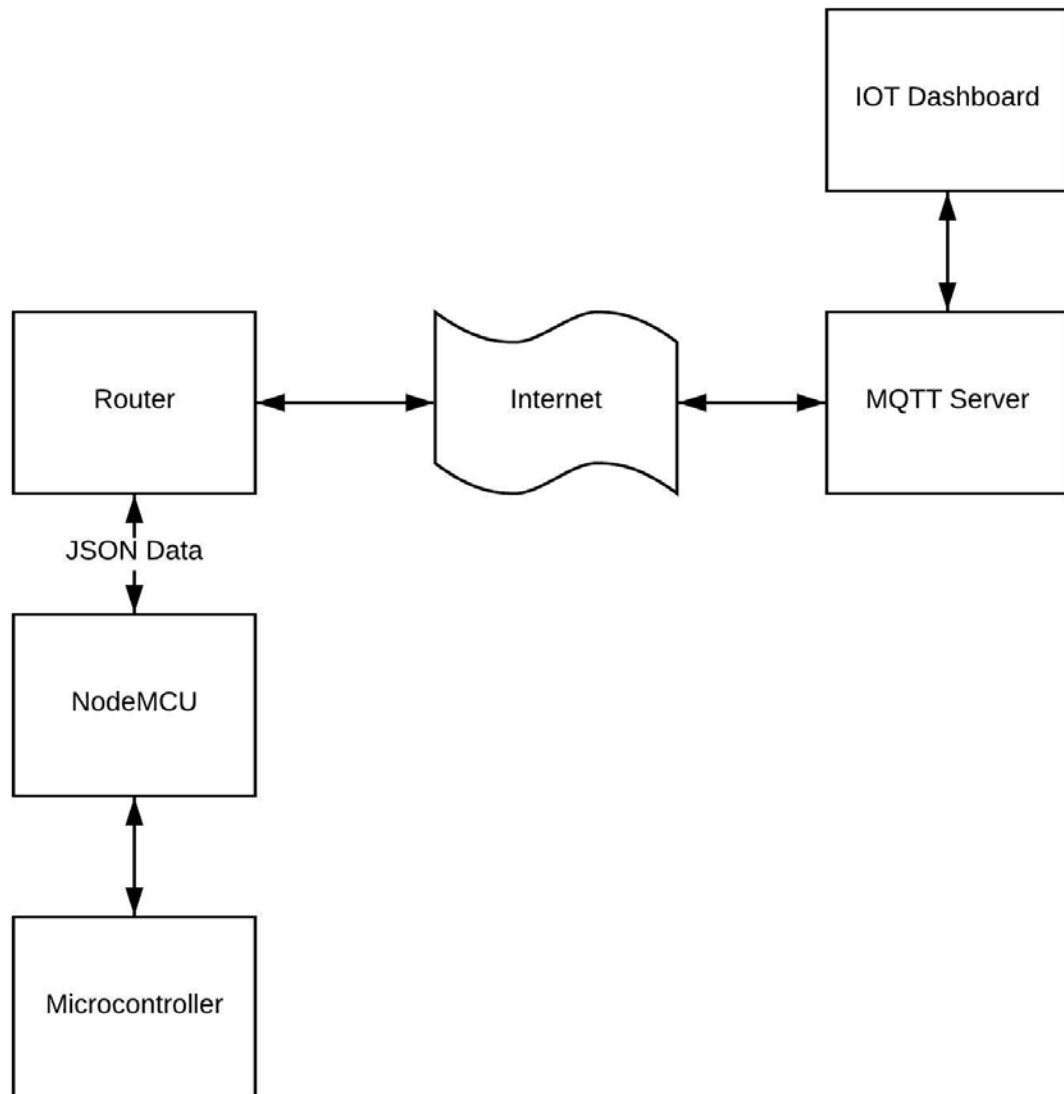 IOT Dashboard
Router
Internet
MQTT Server
JSON Data
NodeMCU
Microcontroller